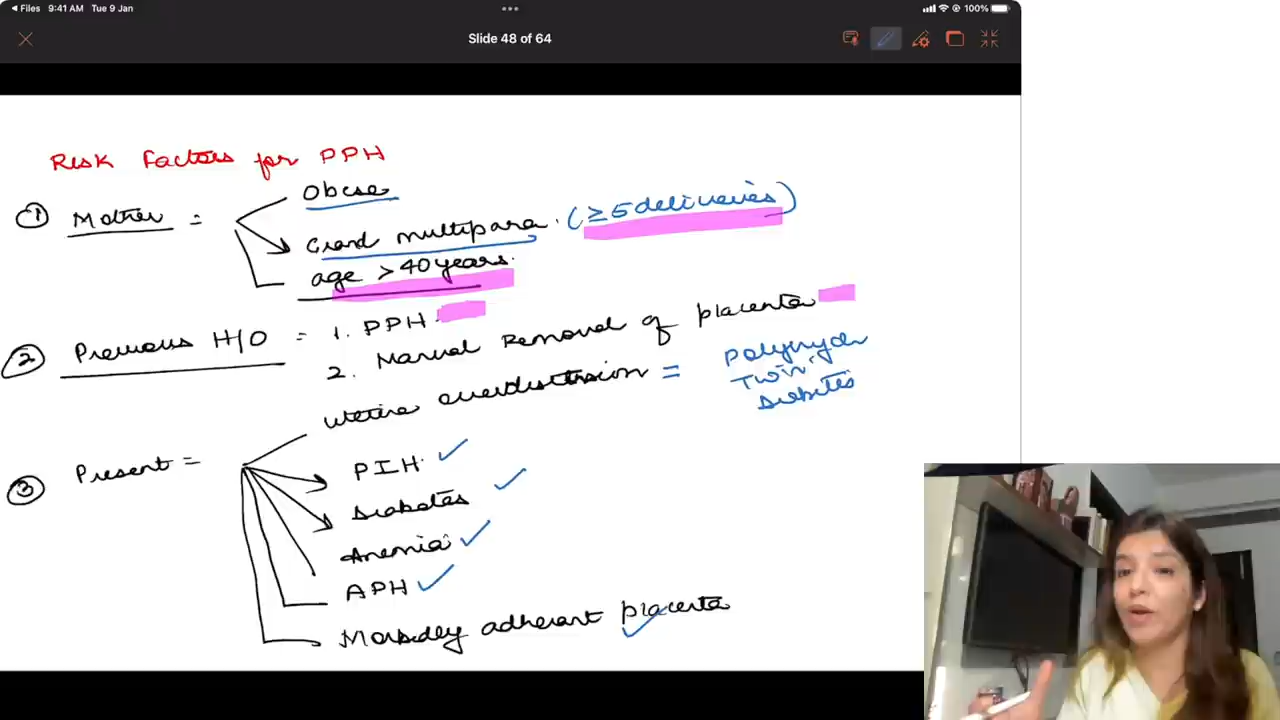 Files 9:41 AM Tue 9 Jan
100%
Slide 48 of 64
Risk Factors for PPH
① Mother = Obese
Grand multipara. (≥5 deliveries)
age >40 years.
② Previous H/O = 1. PPH.
2. Manual Removal of placenta
③ Present = uterine overdistension = Polyhydr
Twin.
Diabetes
PIH. ✓
Diabetes ✓
Anemia ✓
APH ✓
Morbidly adherant placenta ✓